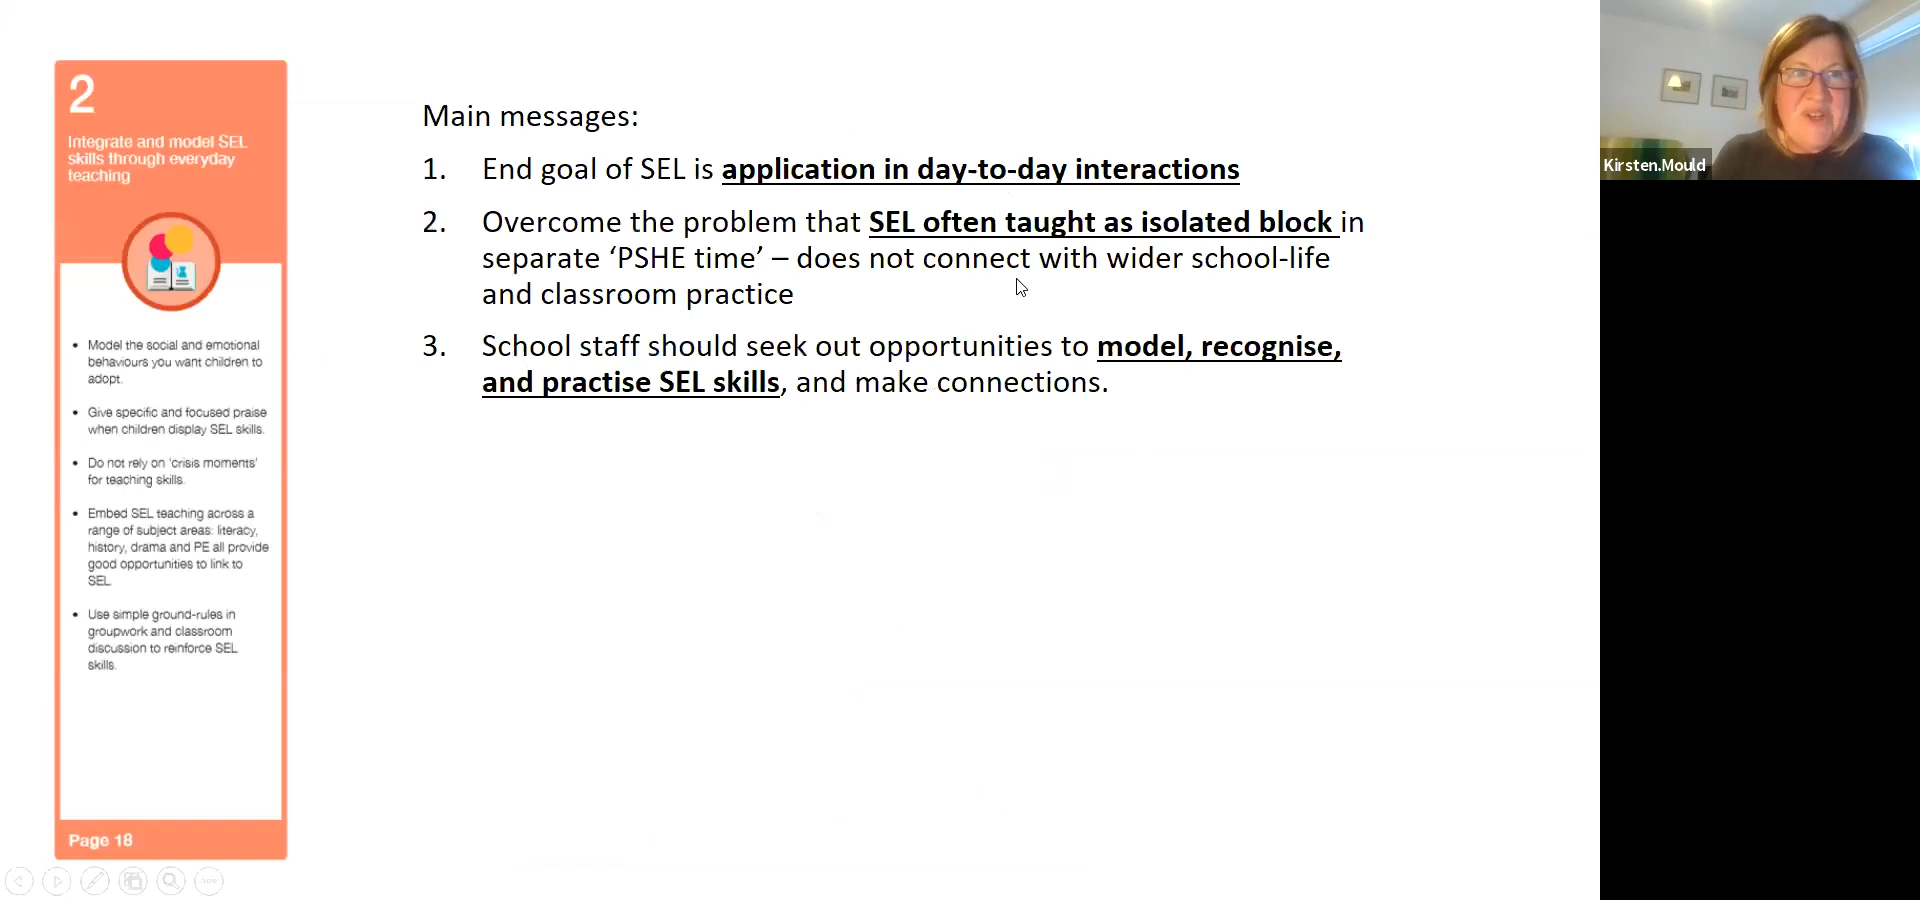 2
Integrate and model SEL
skills through everyday
teaching
• Model the social and emotional
behaviours you want children to
adopt.
• Give specific and focused praise
when children display SEL skills.
• Do not rely on 'crisis moments'
for teaching skills.
• Embed SEL teaching across a
range of subject areas: literacy,
history, drama and PE all provide
good opportunities to link to
SEL.
• Use simple ground-rules in
groupwork and classroom
discussion to reinforce SEL
skills.
Page 18
Main messages:
1. End goal of SEL is application in day-to-day interactions
2. Overcome the problem that SEL often taught as isolated block in
separate ‘PSHE time’ – does not connect with wider school-life
and classroom practice
3. School staff should seek out opportunities to model, recognise,
and practise SEL skills, and make connections.
Kirsten.Mould